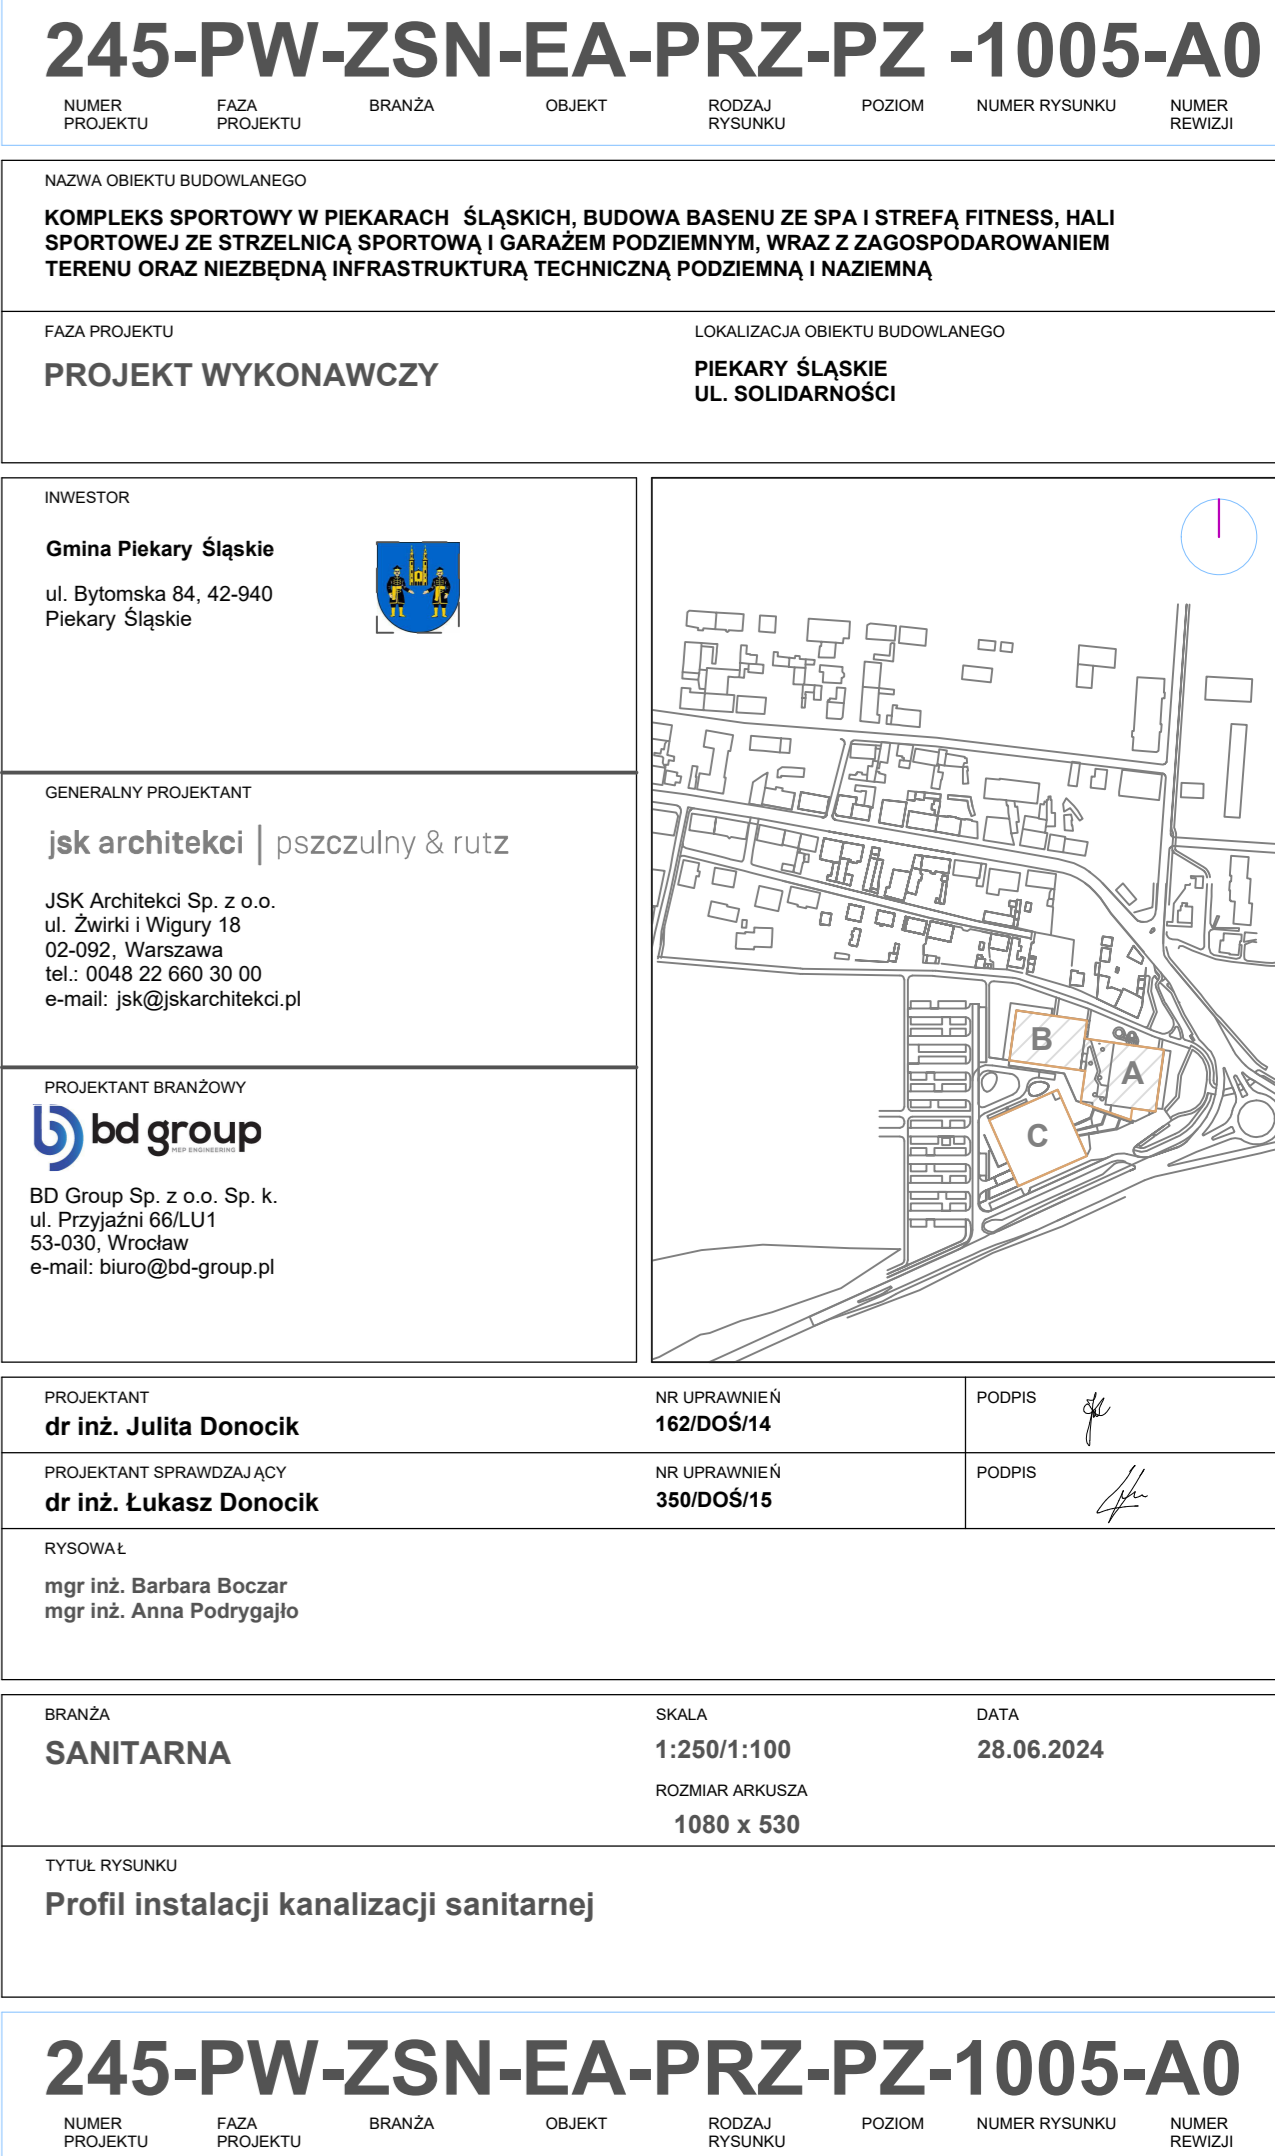 245-PW-ZSN-EA-PRZ-PZ -1005-A0
NUMER PROJEKTU
FAZA PROJEKTU
BRANŻA
OBJEKT
RODZAJ RYSUNKU
POZIOM
NUMER RYSUNKU
NUMER REWIZJI
NAZWA OBIEKTU BUDOWLANEGO
KOMPLEKS SPORTOWY W PIEKARACH ŚLĄSKICH, BUDOWA BASENU ZE SPA I STREFĄ FITNESS, HALI
SPORTOWEJ ZE STRZELNICĄ SPORTOWĄ I GARAŻEM PODZIEMNYM, WRAZ Z ZAGOSPODAROWANIEM
TERENU ORAZ NIEZBĘDNĄ INFRASTRUKTURĄ TECHNICZNĄ PODZIEMNĄ I NAZIEMNĄ
FAZA PROJEKTU
PROJEKT WYKONAWCZY
LOKALIZACJA OBIEKTU BUDOWLANEGO
PIEKARY ŚLĄSKIE
UL. SOLIDARNOŚCI
INWESTOR
Gmina Piekary Śląskie
ul. Bytomska 84, 42-940
Piekary Śląskie
GENERALNY PROJEKTANT
jsk architekci | pszczulny & rutz
JSK Architekci Sp. z o.o.
ul. Żwirki i Wigury 18
02-092, Warszawa
tel.: 0048 22 660 30 00
e-mail: jsk@jskarchitekci.pl
PROJEKTANT BRANŻOWY
bd group
MEP ENGINEERING
BD Group Sp. z o.o. Sp. k.
ul. Przyjaźni 66/LU1
53-030, Wrocław
e-mail: biuro@bd-group.pl
B
A
C
PROJEKTANT
dr inż. Julita Donocik
NR UPRAWNIEŃ
162/DOŚ/14
PODPIS
PROJEKTANT SPRAWDZAJĄCY
dr inż. Łukasz Donocik
NR UPRAWNIEŃ
350/DOŚ/15
PODPIS
RYSOWAŁ
mgr inż. Barbara Boczar
mgr inż. Anna Podrygajło
BRANŻA
SANITARNA
SKALA
1:250/1:100
DATA
28.06.2024
ROZMIAR ARKUSZA
1080 x 530
TYTUŁ RYSUNKU
Profil instalacji kanalizacji sanitarnej
245-PW-ZSN-EA-PRZ-PZ-1005-A0
NUMER PROJEKTU
FAZA PROJEKTU
BRANŻA
OBJEKT
RODZAJ RYSUNKU
POZIOM
NUMER RYSUNKU
NUMER REWIZJI